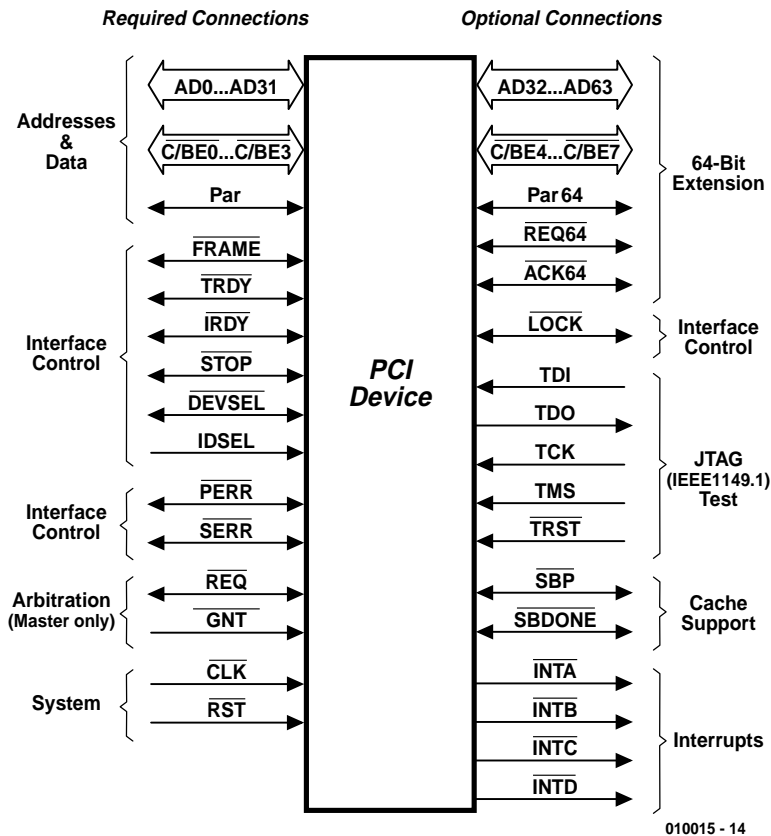 Required Connections
Optional Connections
Addresses
&
Data
AD0...AD31
C/BE0...C/BE3
Par
Interface
Control
FRAME
TRDY
IRDY
STOP
DEVSEL
IDSEL
Interface
Control
PERR
SERR
Arbitration
(Master only)
REQ
GNT
System
CLK
RST
PCI
Device
AD32...AD63
C/BE4...C/BE7
Par 64
REQ64
ACK64
64-Bit
Extension
LOCK
Interface
Control
TDI
TDO
TCK
TMS
TRST
JTAG
(IEEE1149.1)
Test
SBP
SBDONE
Cache
Support
INTA
INTB
INTC
INTD
Interrupts
010015 - 14